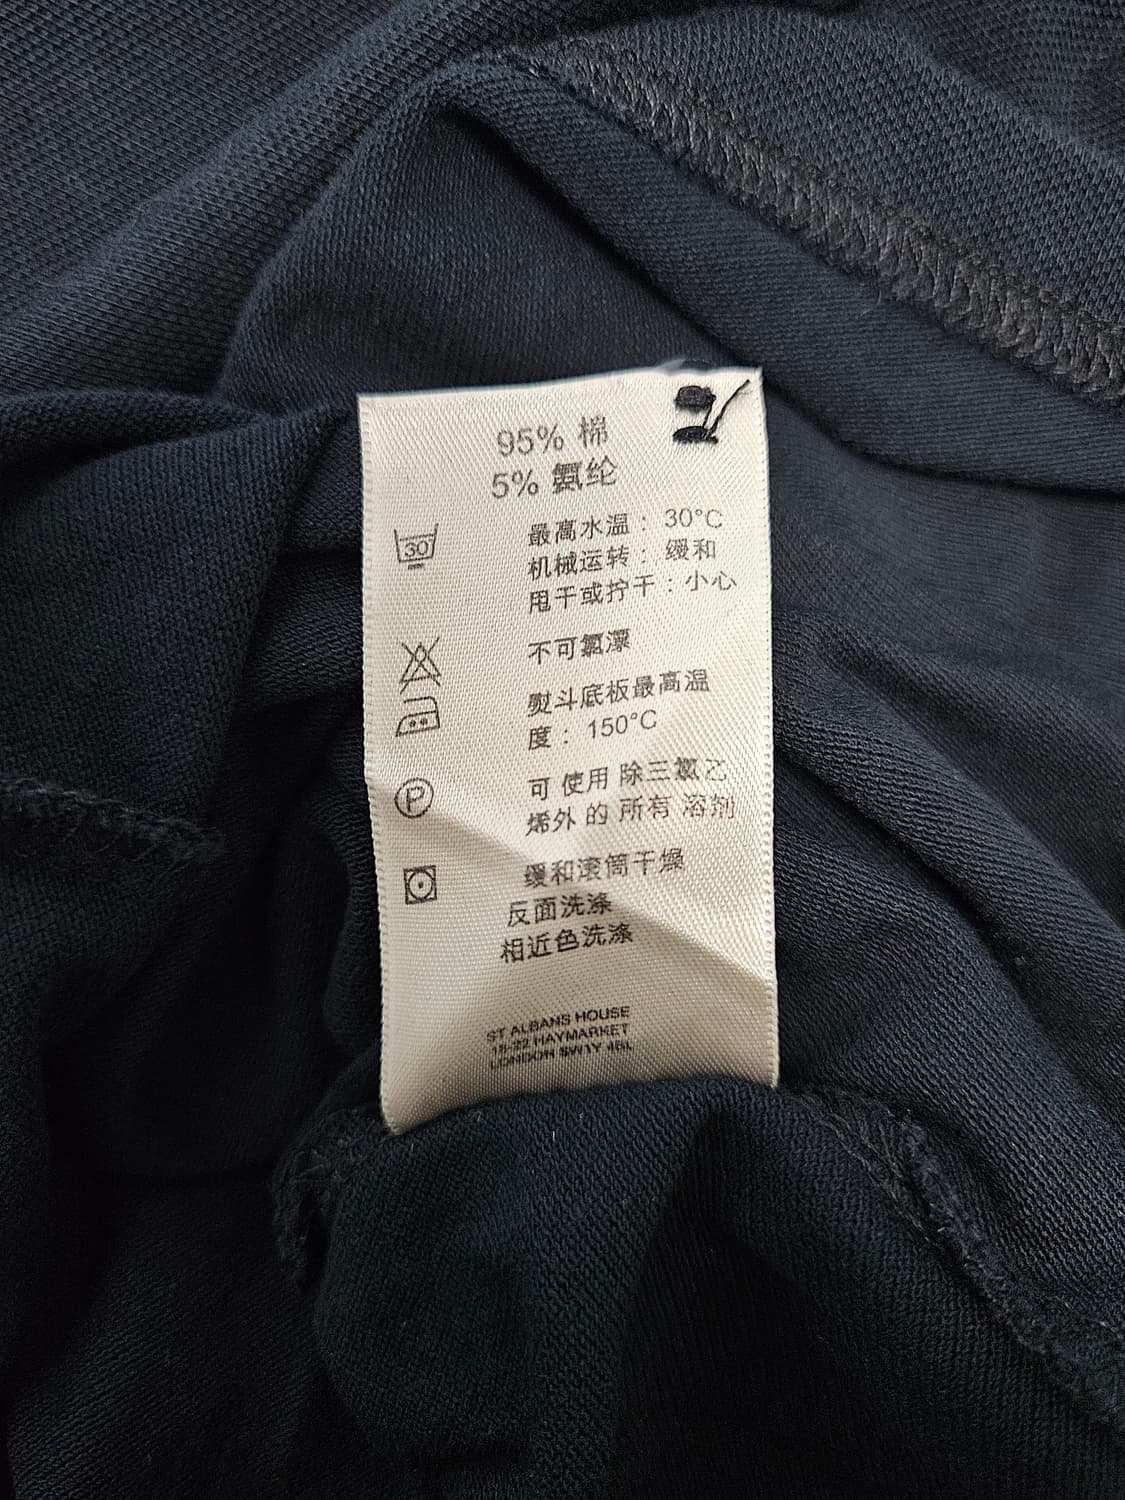 95% 棉
5% 氨纶
30
最高水温： 30°C
机械运转： 缓和
甩干或拧干：小心
不可氯漂
熨斗底板最高温
度： 150°C
P
可 使用 除三氯乙
烯外 的 所有 溶剂
缓和滚筒干燥
反面洗涤
相近色洗涤
ST ALBANS HOUSE
HAYMARKET
LONDON SW1Y